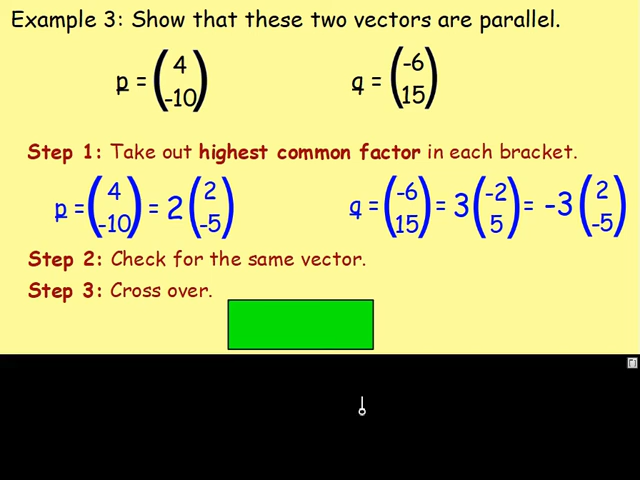 Example 3: Show that these two vectors are parallel.
p = (4 -10) q = (-6 15)
Step 1: Take out highest common factor in each bracket.
p = (4 -10) = 2 (2 -5) q = (-6 15) = 3 (-2 5) = -3 (2 -5)
Step 2: Check for the same vector.
Step 3: Cross over.